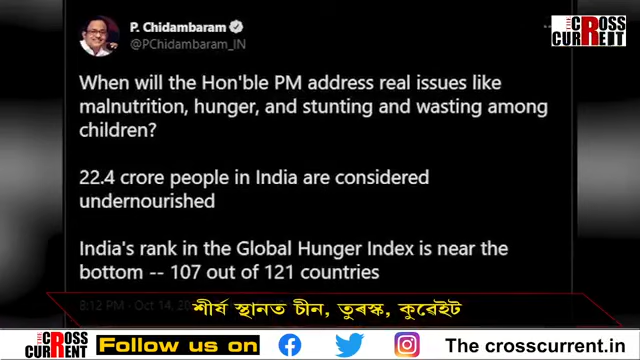 P. Chidambaram
@PChidambaram_IN
THE CROSS
CURRENT
When will the Hon'ble PM address real issues like
malnutrition, hunger, and stunting and wasting among
children?
22.4 crore people in India are considered
undernourished
India's rank in the Global Hunger Index is near the
bottom -- 107 out of 121 countries
8:12 PM · Oct 14,
শীৰ্ষ স্থানত চীন, তুৰস্ক, কুৱেইট
THE CROSS
CURRENT
Follow us on
The crosscurrent.in